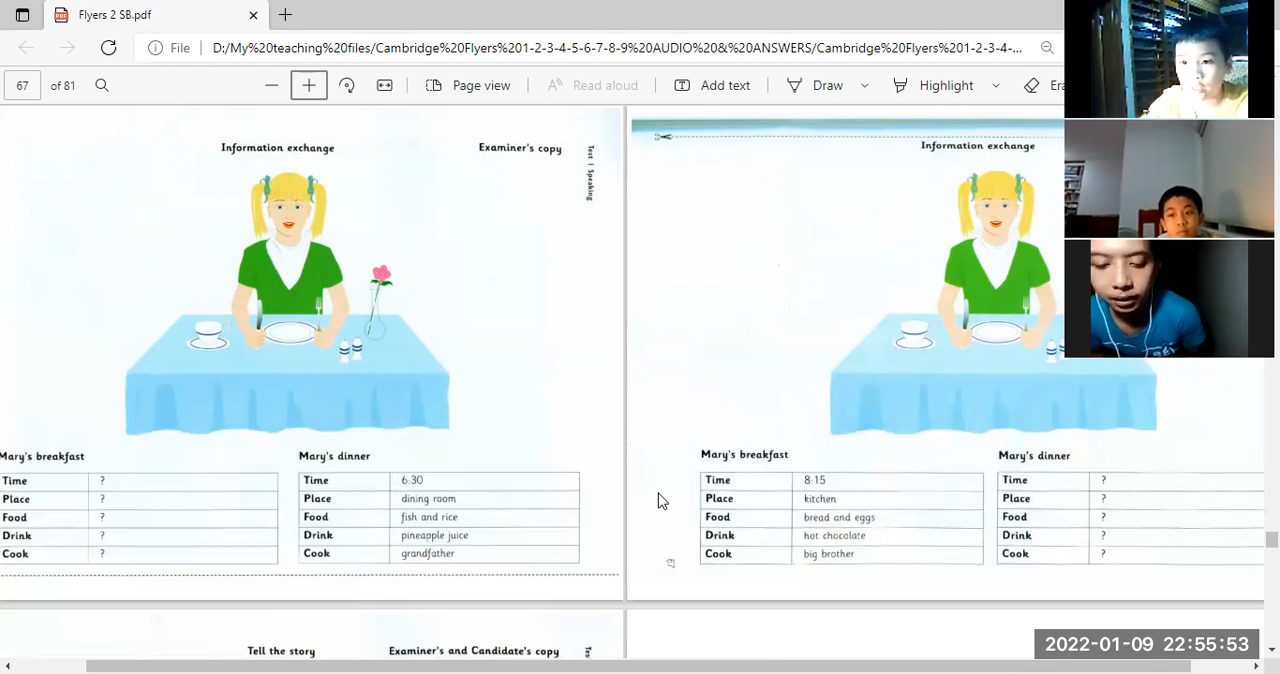 Flyers 2 SB.pdf
File D:/My%20teaching%20files/Cambridge%20Flyers%201-2-3-4-5-6-7-8-9%20AUDIO%20&%20ANSWERS/Cambridge%20Flyers%201-2-3-4-...
67 of 81 Page view Read aloud Add text Draw Highlight Era
Information exchange Examiner's copy
Test 1 Speaking
Mary's breakfast
Time ?
Place ?
Food ?
Drink ?
Cook ?
Mary's dinner
Time 6:30
Place dining room
Food fish and rice
Drink pineapple juice
Cook grandfather
Information exchange
Mary's breakfast
Time 8:15
Place kitchen
Food bread and eggs
Drink hot chocolate
Cook big brother
Mary's dinner
Time ?
Place ?
Food ?
Drink ?
Cook ?
Tell the story Examiner's and Candidate's copy
2022-01-09 22:55:53